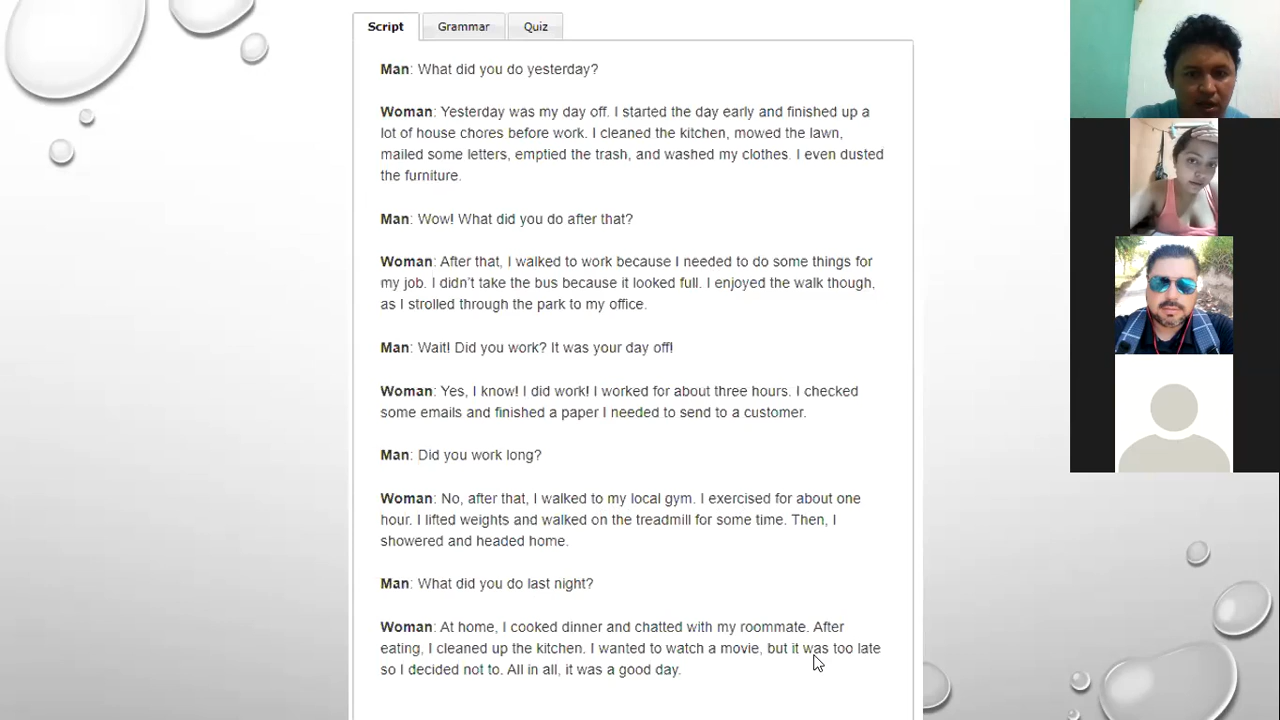 Script Grammar Quiz
Man: What did you do yesterday?
Woman: Yesterday was my day off. I started the day early and finished up a
lot of house chores before work. I cleaned the kitchen, mowed the lawn,
mailed some letters, emptied the trash, and washed my clothes. I even dusted
the furniture.
Man: Wow! What did you do after that?
Woman: After that, I walked to work because I needed to do some things for
my job. I didn’t take the bus because it looked full. I enjoyed the walk though,
as I strolled through the park to my office.
Man: Wait! Did you work? It was your day off!
Woman: Yes, I know! I did work! I worked for about three hours. I checked
some emails and finished a paper I needed to send to a customer.
Man: Did you work long?
Woman: No, after that, I walked to my local gym. I exercised for about one
hour. I lifted weights and walked on the treadmill for some time. Then, I
showered and headed home.
Man: What did you do last night?
Woman: At home, I cooked dinner and chatted with my roommate. After
eating, I cleaned up the kitchen. I wanted to watch a movie, but it was too late
so I decided not to. All in all, it was a good day.